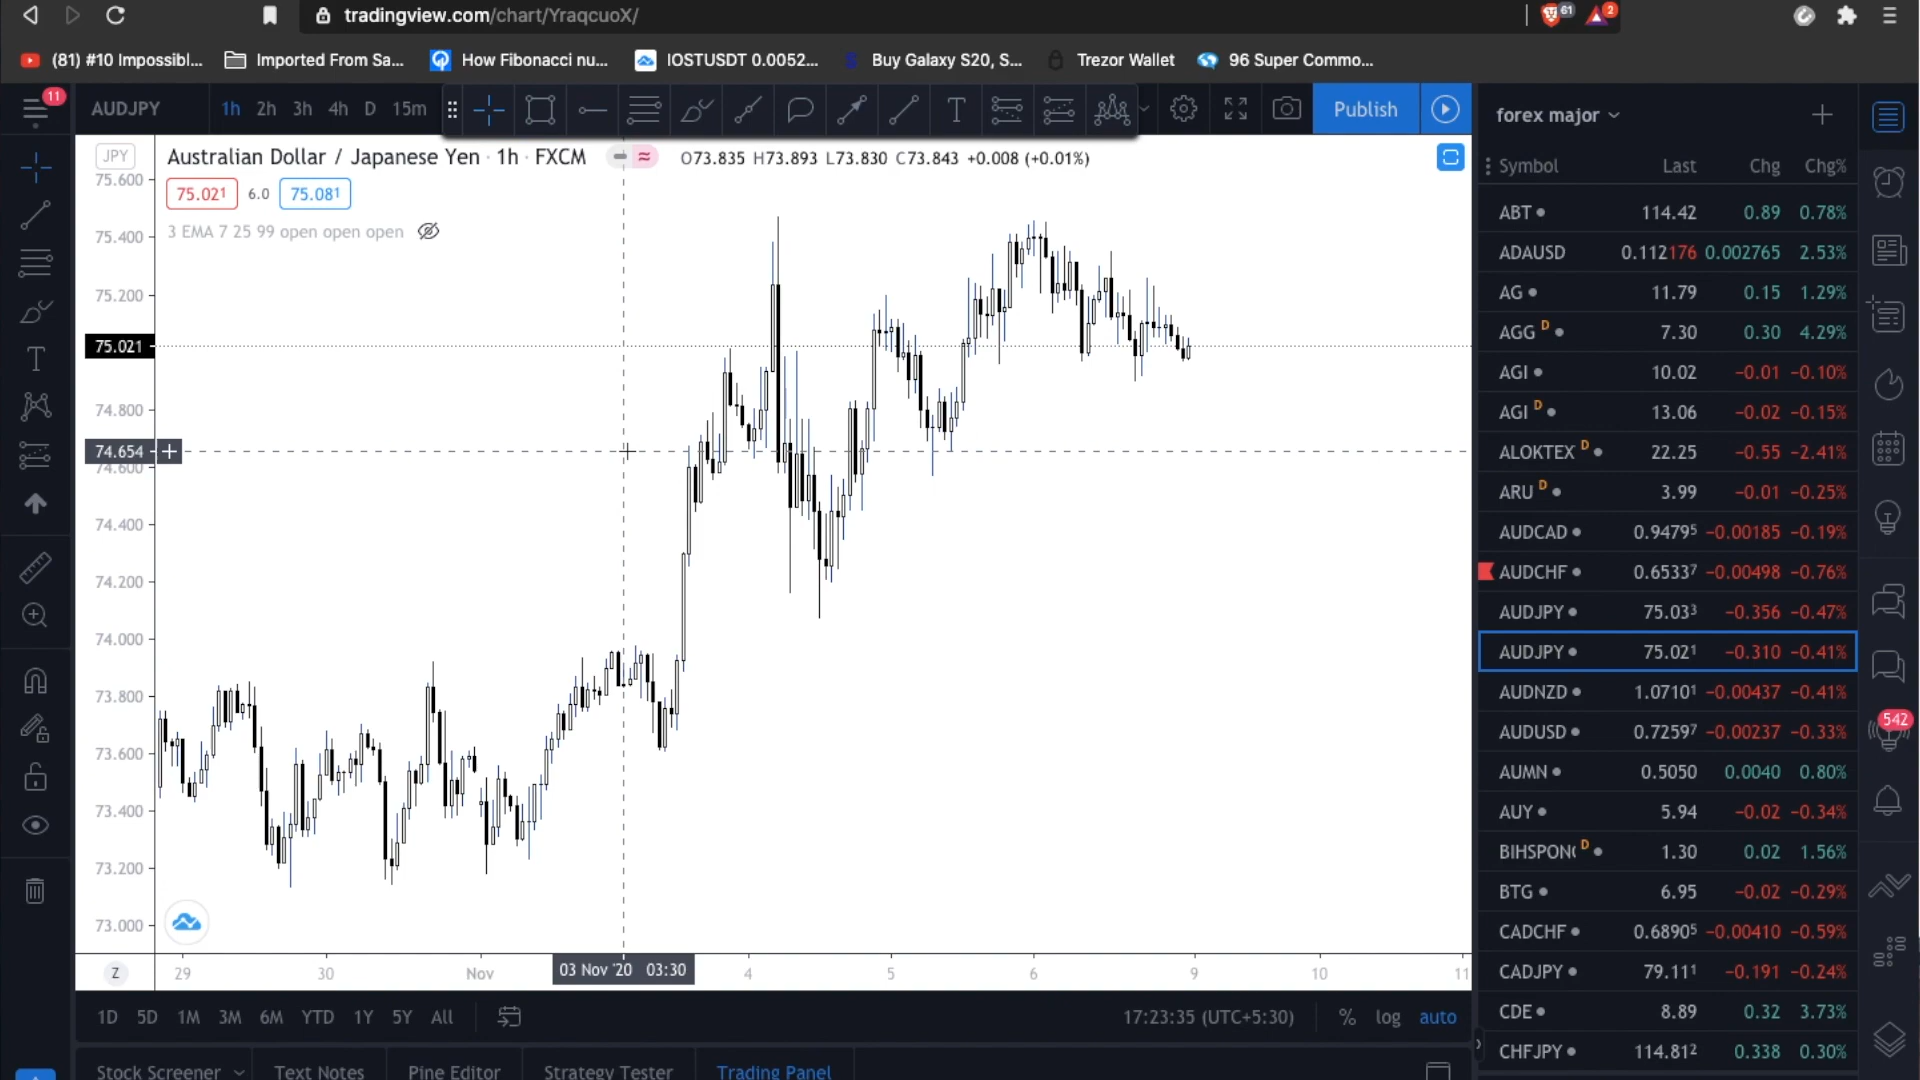 tradingview.com/chart/YraqcuoX/
61
2
(81) #10 Impossibl...
Imported From Sa...
How Fibonacci nu...
IOSTUSDT 0.0052...
Buy Galaxy S20, S...
Trezor Wallet
96 Super Commo...
11
AUDJPY
1h 2h 3h 4h D 15m
Publish
forex major
JPY
Australian Dollar / Japanese Yen · 1h · FXCM
O73.835 H73.893 L73.830 C73.843 +0.008 (+0.01%)
75.021 6.0 75.081
3 EMA 7 25 99 open open open
75.600
75.400
75.200
75.021
74.800
74.654
74.600
74.400
74.200
74.000
73.800
73.600
73.400
73.200
73.000
Z
29 30 Nov 03 Nov '20 03:30 4 5 6 9 10 11
1D 5D 1M 3M 6M YTD 1Y 5Y All
17:23:35 (UTC+5:30) % log auto
Stock Screener Text Notes Pine Editor Strategy Tester Trading Panel
Symbol Last Chg Chg%
ABT 114.42 0.89 0.78%
ADAUSD 0.112176 0.002765 2.53%
AG 11.79 0.15 1.29%
AGG D 7.30 0.30 4.29%
AGI 10.02 −0.01 −0.10%
AGI D 13.06 −0.02 −0.15%
ALOKTEX D 22.25 −0.55 −2.41%
ARU D 3.99 −0.01 −0.25%
AUDCAD 0.94795 −0.00185 −0.19%
AUDCHF 0.65337 −0.00498 −0.76%
AUDJPY 75.033 −0.356 −0.47%
AUDJPY 75.021 −0.310 −0.41%
AUDNZD 1.07101 −0.00437 −0.41%
AUDUSD 0.72597 −0.00237 −0.33%
AUMN 0.5050 0.0040 0.80%
AUY 5.94 −0.02 −0.34%
BIHSPON D 1.30 0.02 1.56%
BTG 6.95 −0.02 −0.29%
CADCHF 0.68905 −0.00410 −0.59%
CADJPY 79.111 −0.191 −0.24%
CDE 8.89 0.32 3.73%
CHFJPY 114.812 0.338 0.30%
542